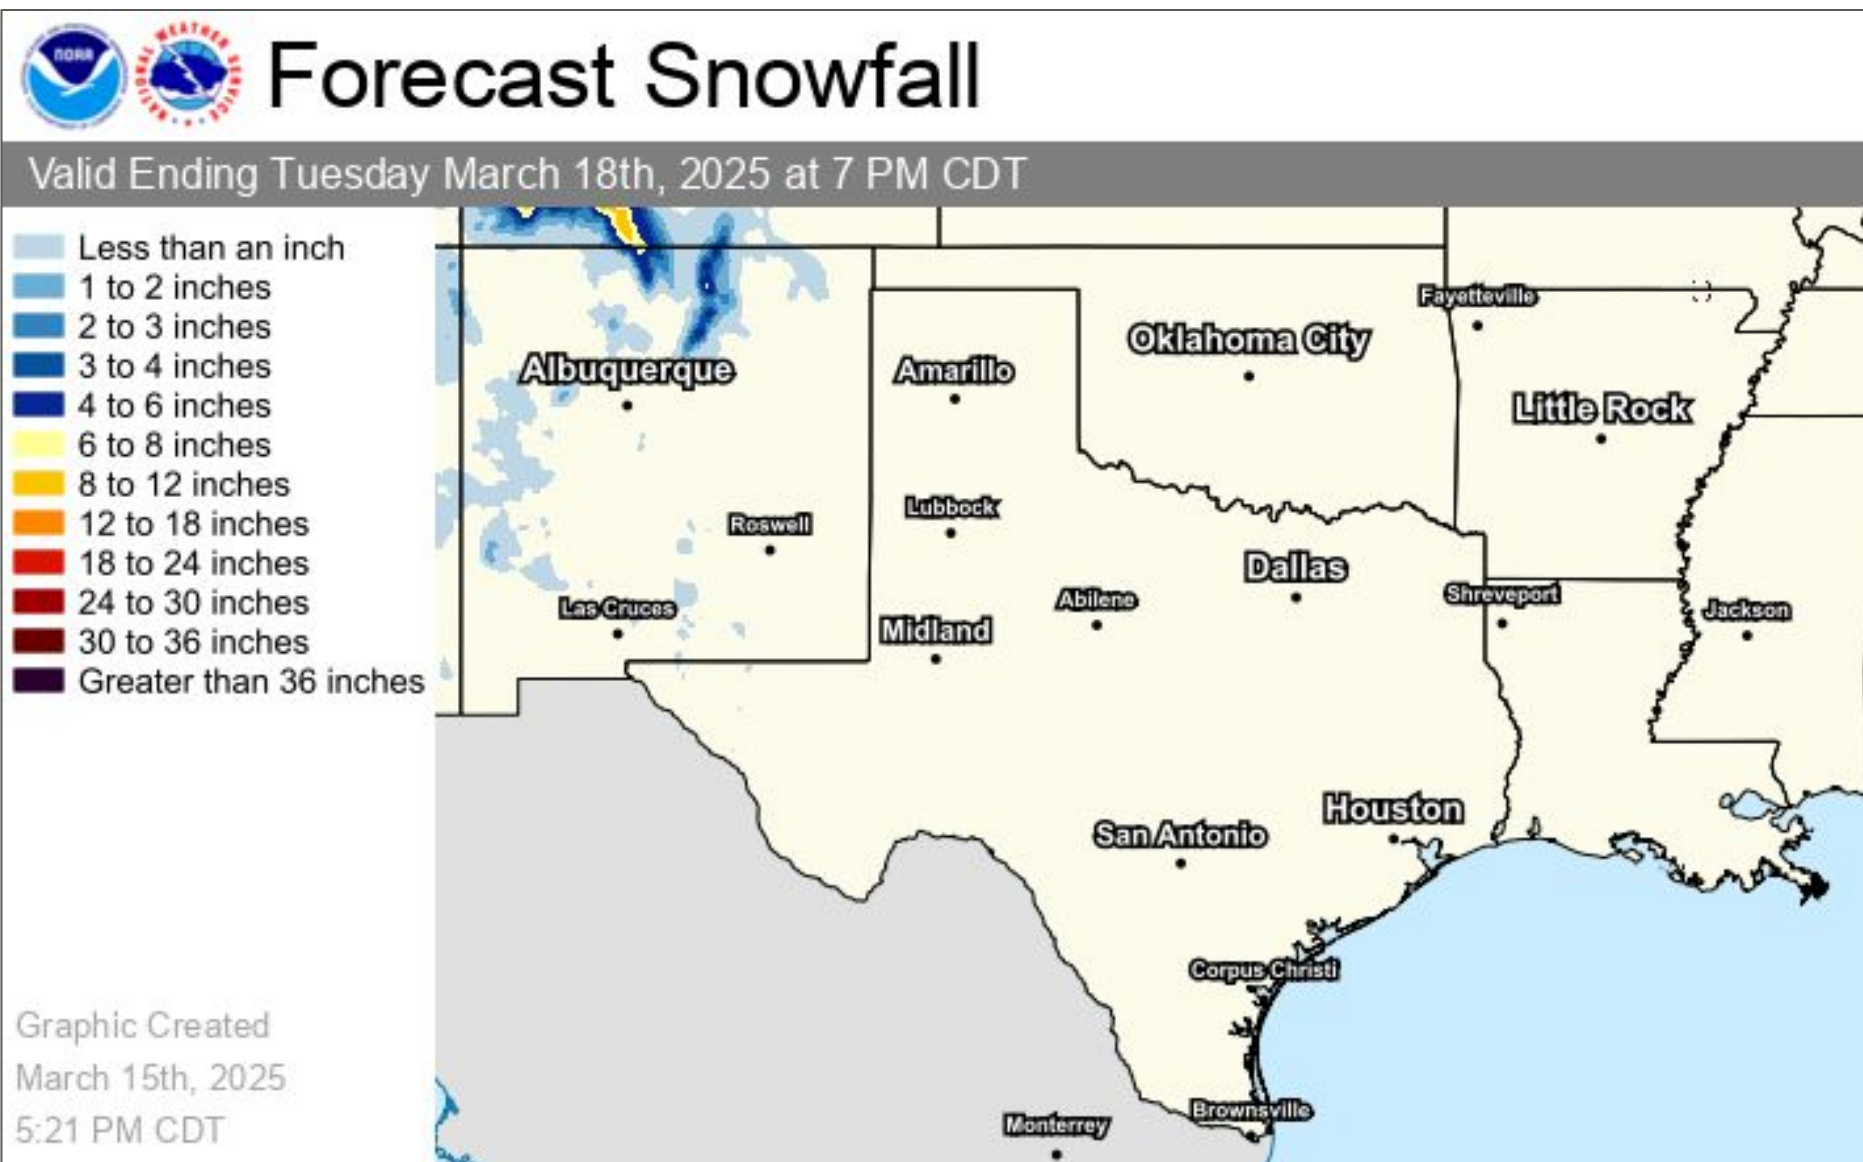 NOAA
NATIONAL WEATHER SERVICE
Forecast Snowfall
Valid Ending Tuesday March 18th, 2025 at 7 PM CDT
Less than an inch
1 to 2 inches
2 to 3 inches
3 to 4 inches
4 to 6 inches
6 to 8 inches
8 to 12 inches
12 to 18 inches
18 to 24 inches
24 to 30 inches
30 to 36 inches
Greater than 36 inches
Graphic Created
March 15th, 2025
5:21 PM CDT
Fayetteville
Oklahoma City
Albuquerque
Amarillo
Little Rock
Lubbock
Roswell
Dallas
Abilene
Shreveport
Las Cruces
Jackson
Midland
Houston
San Antonio
Corpus Christi
Brownsville
Monterrey